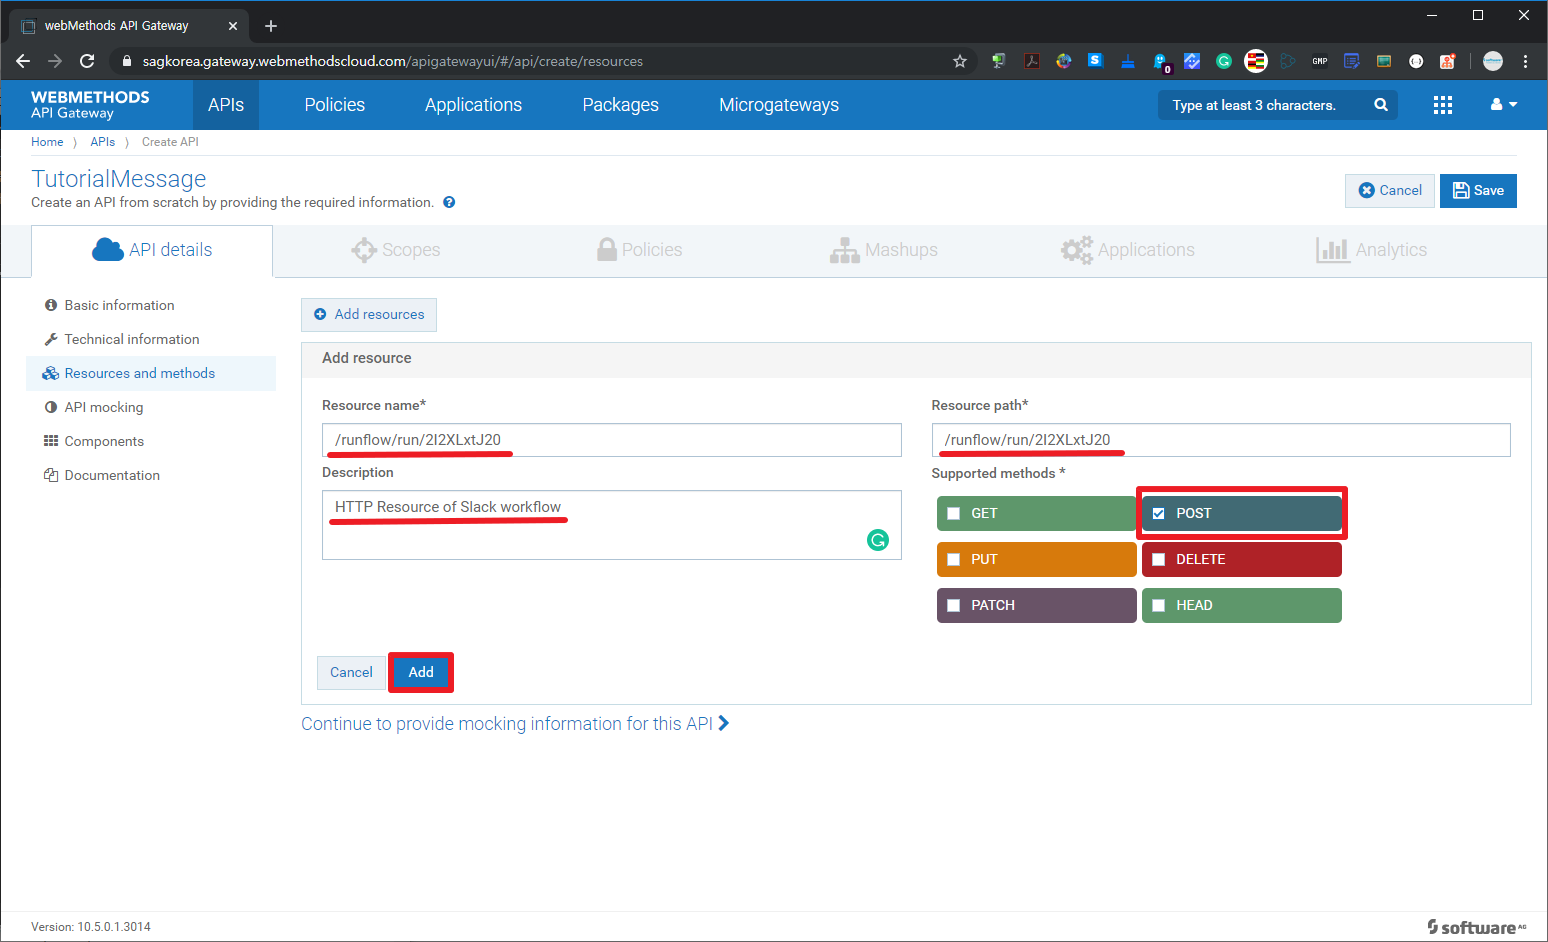 webMethods API Gateway
sagkorea.gateway.webmethodscloud.com/apigatewayui/#/api/create/resources
S
0
G
GMP
WEBMETHODS
API Gateway
APIs
Policies
Applications
Packages
Microgateways
Type at least 3 characters.
Home 〉 APIs 〉 Create API
TutorialMessage
Create an API from scratch by providing the required information. ?
Cancel
Save
API details
Scopes
Policies
Mashups
Applications
Analytics
Basic information
Technical information
Resources and methods
API mocking
Components
Documentation
Add resources
Add resource
Resource name*
/runflow/run/2I2XLxtJ20
Resource path*
/runflow/run/2I2XLxtJ20
Description
HTTP Resource of Slack workflow
Supported methods *
GET
POST
PUT
DELETE
PATCH
HEAD
Cancel
Add
Continue to provide mocking information for this API
Version: 10.5.0.1.3014
software AG